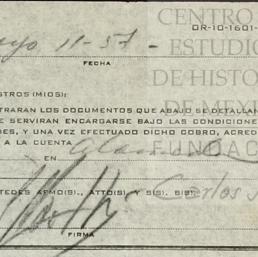 CENTRO
OR-10-1601-
ESTUDIO
yo 11-57.
FECHA
DE HISTO
STROS (MIOS):
TRARAN LOS DOCUMENTOS QUE ABAJO SE DETALLAN
E SERVIRAN ENCARGARSE BAJO LAS CONDICIONES
ES, Y UNA VEZ EFECTUADO DICHO COBRO, ACRED
A LA CUENTA
FUNDAC
EN
TEDES AFMO(S)., ATTO(S) Y S(S). S(S).
Carlos
FIRMA